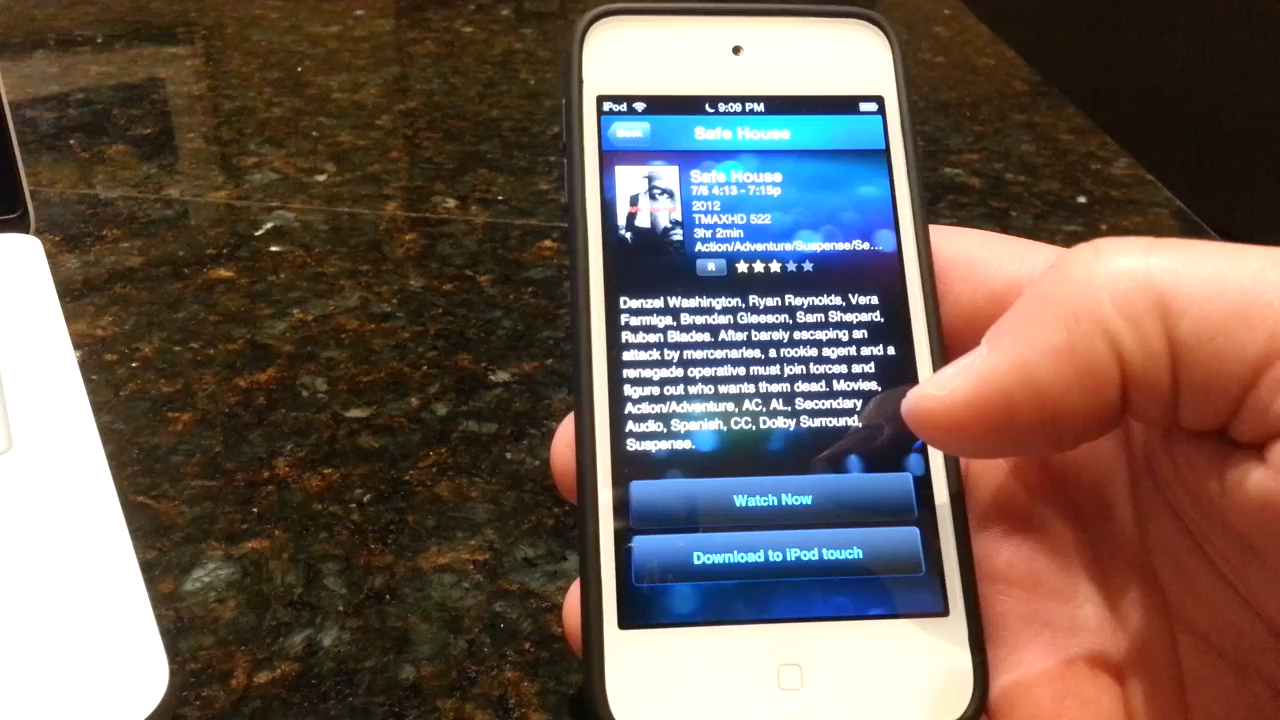 iPod 9:09 PM
Back Safe House
Safe House
7/5 4:13 - 7:15p
2012
TMAXHD 522
3hr 2min
Action/Adventure/Suspense/Se...
R
Denzel Washington, Ryan Reynolds, Vera
Farmiga, Brendan Gleeson, Sam Shepard,
Ruben Blades. After barely escaping an
attack by mercenaries, a rookie agent and a
renegade operative must join forces and
figure out who wants them dead. Movies,
Action/Adventure, AC, AL, Secondary
Audio, Spanish, CC, Dolby Surround,
Suspense.
Watch Now
Download to iPod touch